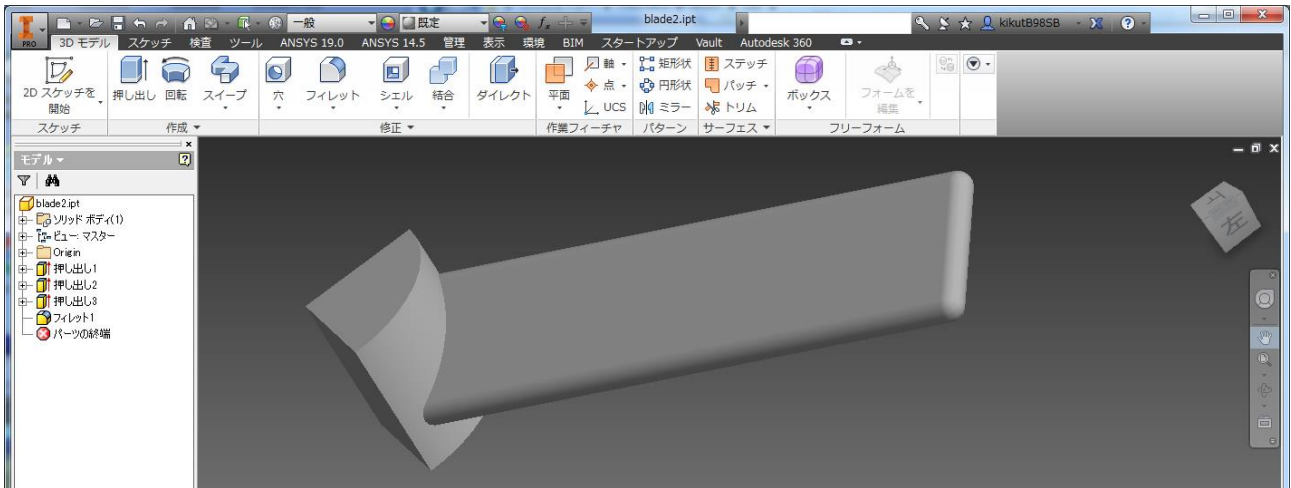 一般 既定 fx blade2.ipt kikutB98SB
PRO 3D モデル スケッチ 検査 ツール ANSYS 19.0 ANSYS 14.5 管理 表示 環境 BIM スタートアップ Vault Autodesk 360
2D スケッチを開始 押し出し 回転 スイープ 穴 フィレット シェル 結合 ダイレクト 平面 軸 矩形状 ステッチ ボックス フォームを編集
点 円形状 パッチ
UCS ミラー トリム
スケッチ 作成 修正 作業フィーチャ パターン サーフェス フリーフォーム
モデル
blade2.ipt
ソリッド ボディ(1)
ビュー: マスター
Origin
押し出し1
押し出し2
押し出し3
フィレット1
パーツの終端
左